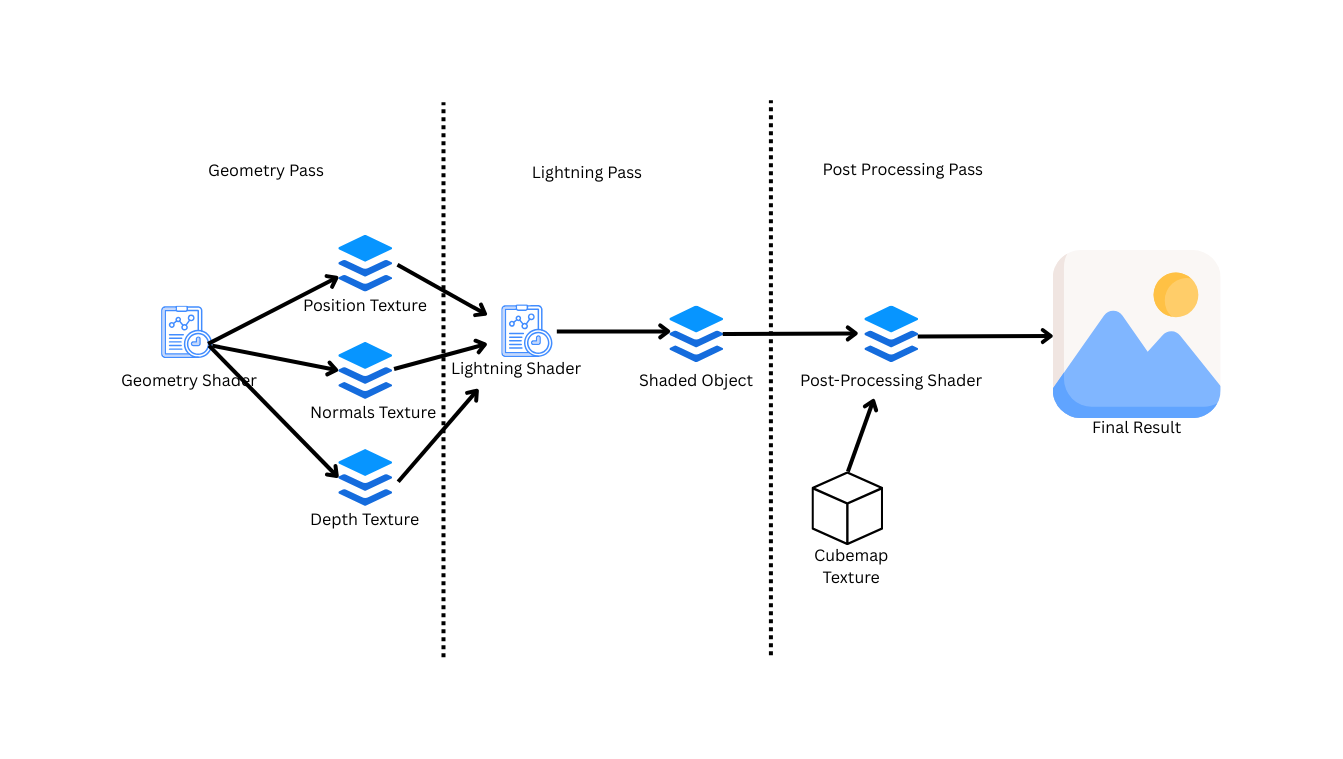 Geometry Pass
Lightning Pass
Post Processing Pass
Position Texture
Geometry Shader
Normals Texture
Depth Texture
Lightning Shader
Shaded Object
Post-Processing Shader
Cubemap
Texture
Final Result